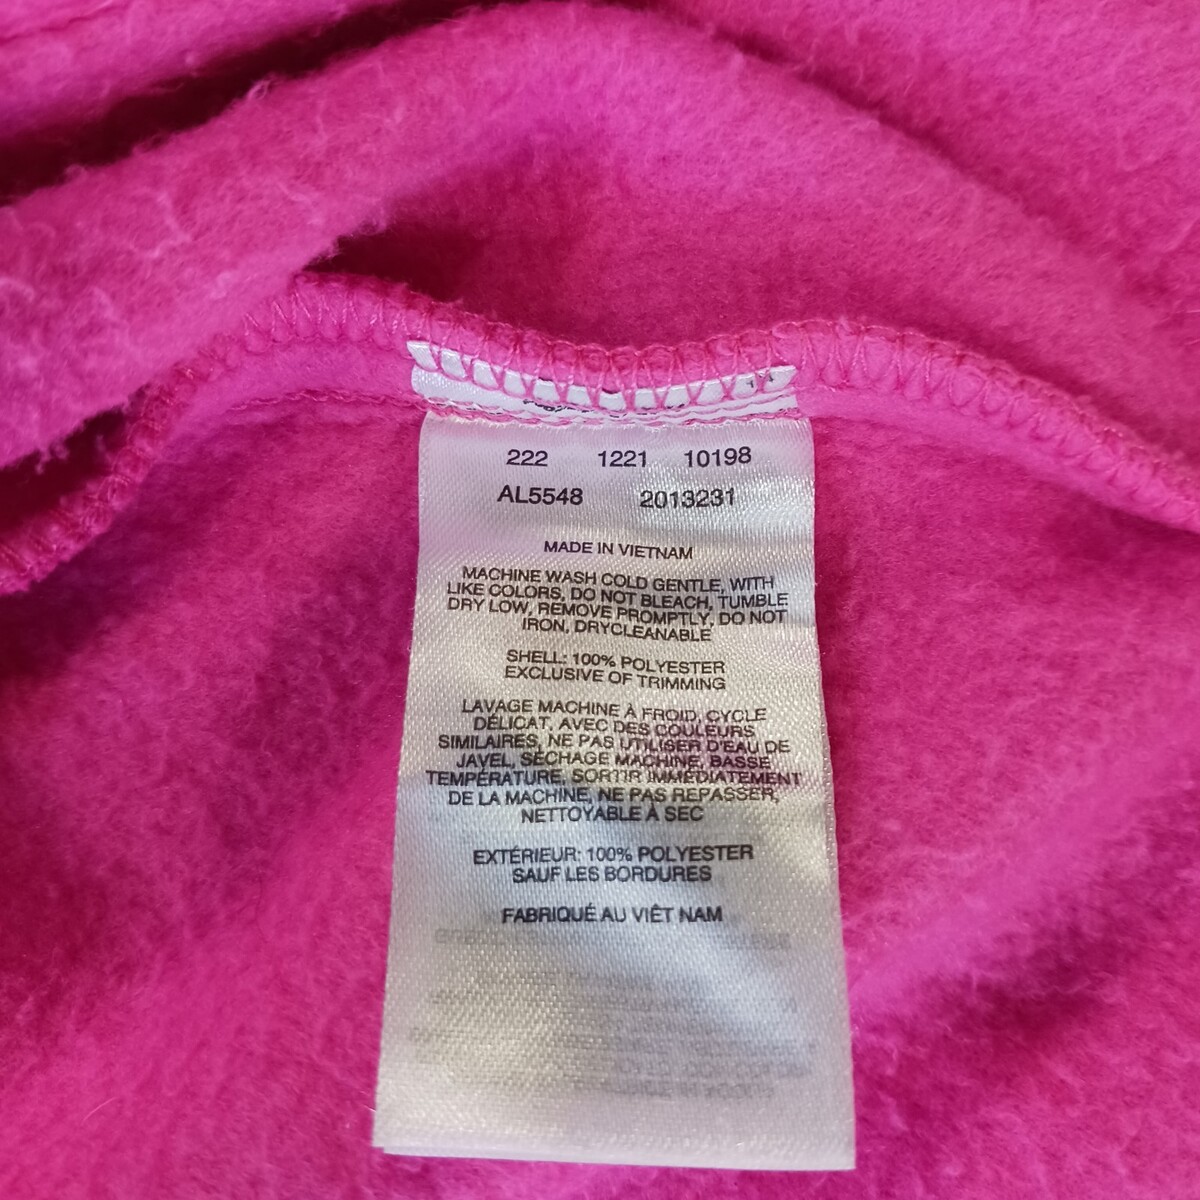 222 1221 10198
AL5548 2013231
MADE IN VIETNAM
MACHINE WASH COLD GENTLE, WITH
LIKE COLORS, DO NOT BLEACH, TUMBLE
DRY LOW, REMOVE PROMPTLY, DO NOT
IRON, DRYCLEANABLE
SHELL: 100% POLYESTER
EXCLUSIVE OF TRIMMING
LAVAGE MACHINE À FROID, CYCLE
DÉLICAT, AVEC DES COULEURS
SIMILAIRES, NE PAS UTILISER D'EAU DE
JAVEL, SÉCHAGE MACHINE, BASSE
TEMPÉRATURE, SORTIR IMMÉDIATEMENT
DE LA MACHINE, NE PAS REPASSER,
NETTOYABLE À SEC
EXTÉRIEUR: 100% POLYESTER
SAUF LES BORDURES
FABRIQUÉ AU VIÊT NAM